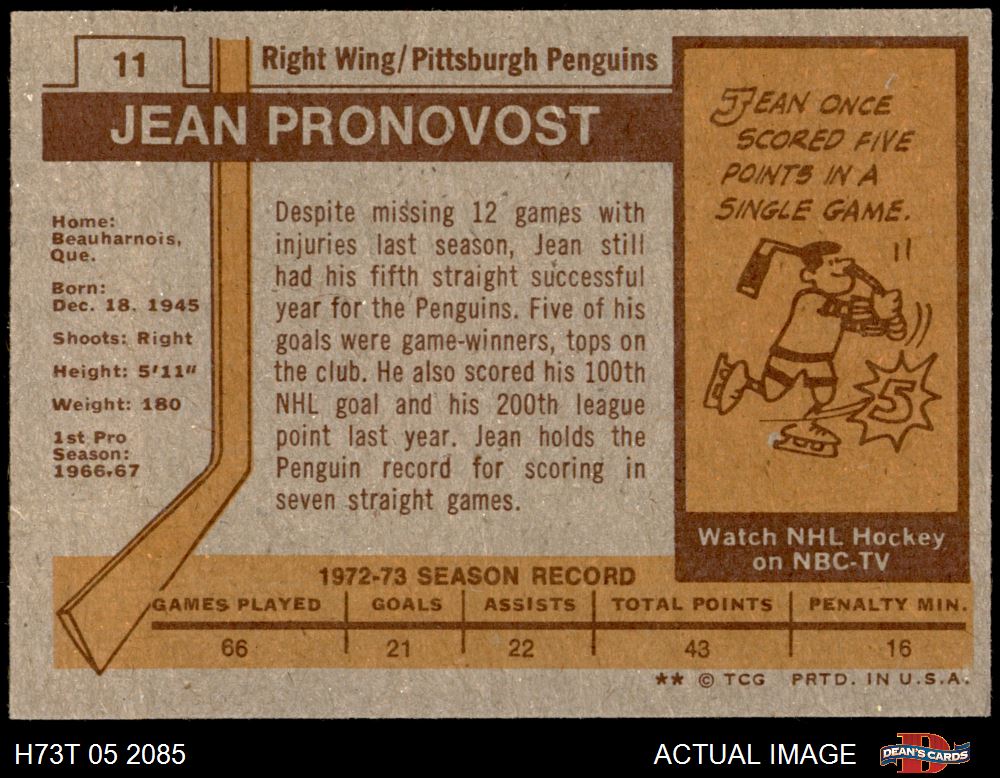 11
Right Wing/Pittsburgh Penguins
JEAN PRONOVOST
Home:
Beauharnois,
Que.
Born:
Dec. 18, 1945
Shoots: Right
Height: 5'11"
Weight: 180
1st Pro
Season:
1966-67
Despite missing 12 games with
injuries last season, Jean still
had his fifth straight successful
year for the Penguins. Five of his
goals were game-winners, tops on
the club. He also scored his 100th
NHL goal and his 200th league
point last year. Jean holds the
Penguin record for scoring in
seven straight games.
JEAN ONCE
SCORED FIVE
POINTS IN A
SINGLE GAME.
5
Watch NHL Hockey
on NBC-TV
1972-73 SEASON RECORD
GAMES PLAYED GOALS ASSISTS TOTAL POINTS PENALTY MIN.
66 21 22 43 16
** © TCG PRTD. IN U.S.A.
H73T 05 2085
ACTUAL IMAGE
D
DEAN'S CARDS